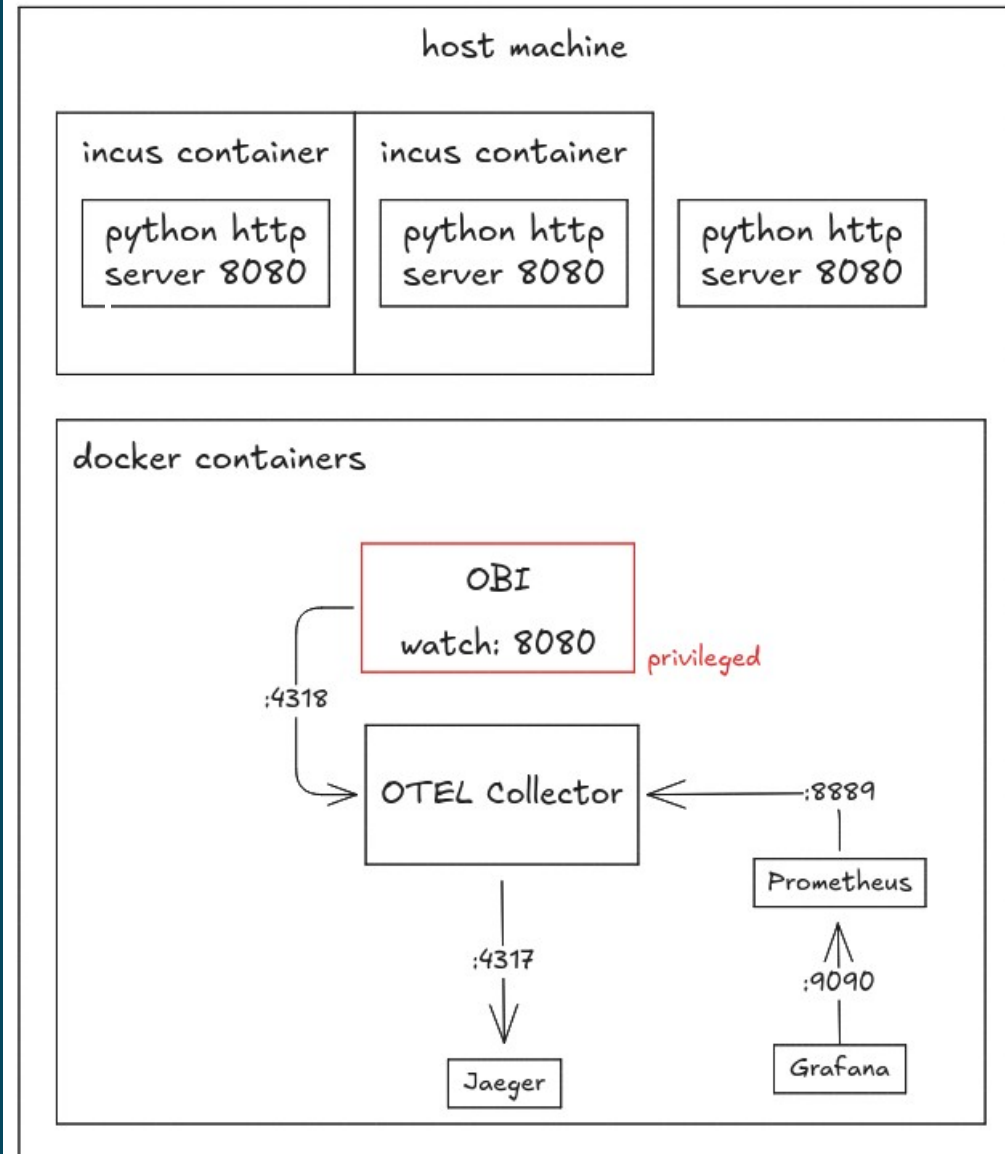 host machine
incus container
python http
server 8080
incus container
python http
server 8080
python http
server 8080
docker containers
OBI
watch: 8080
privileged
:4318
OTEL Collector
:8889
Prometheus
:4317
:9090
Jaeger
Grafana